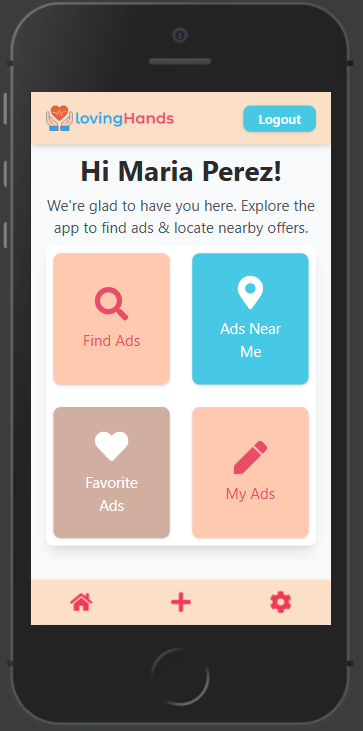 lovingHands
Logout
Hi Maria Perez!
We're glad to have you here. Explore the
app to find ads & locate nearby offers.
Find Ads
Ads Near
Me
Favorite
Ads
My Ads